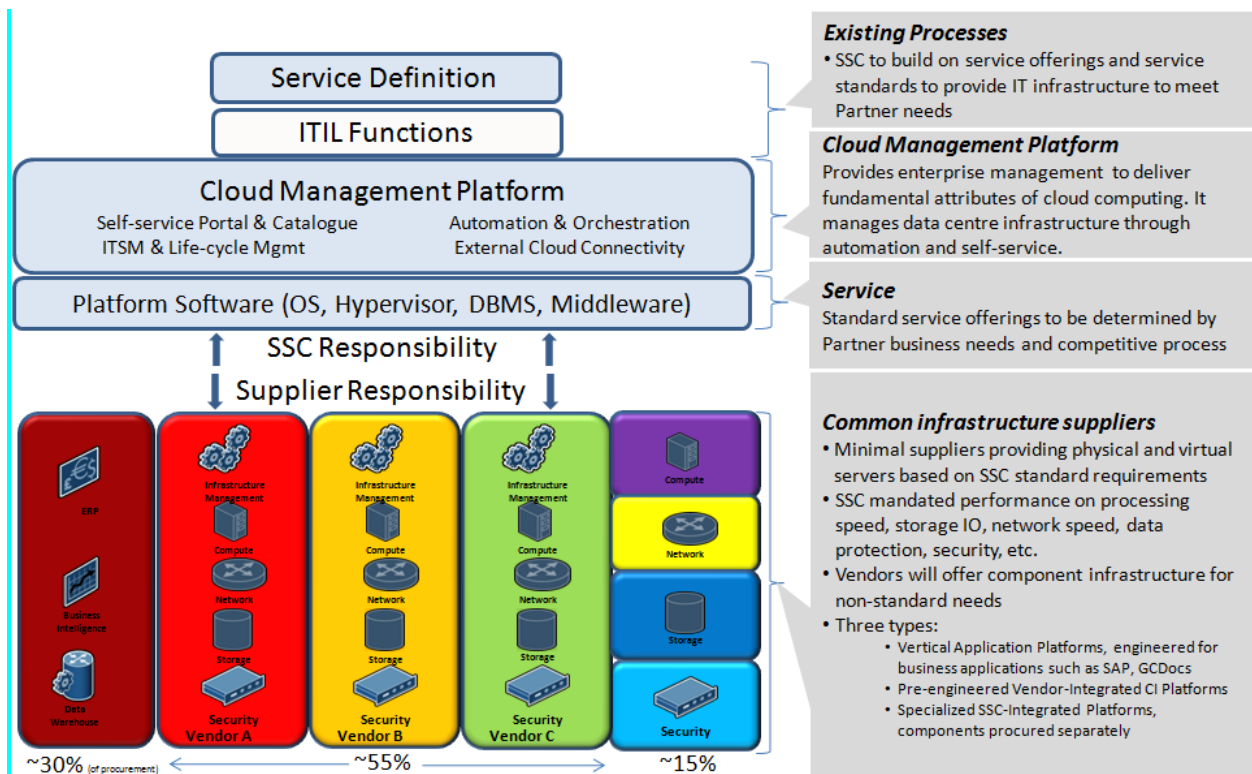 Service Definition
ITIL Functions
Cloud Management Platform
Self-service Portal & Catalogue
Automation & Orchestration
ITSM & Life-cycle Mgmt
External Cloud Connectivity
Platform Software (OS, Hypervisor, DBMS, Middleware)
SSC Responsibility
Supplier Responsibility
ERP
Business
Intelligence
Data
Warehouse
Infrastructure
Management
Compute
Network
Storage
Security
Vendor A
Infrastructure
Management
Compute
Network
Storage
Security
Vendor B
Infrastructure
Management
Compute
Network
Storage
Security
Vendor C
Compute
Network
Storage
Security
~30% (of procurement)
~55%
~15%
Existing Processes
• SSC to build on service offerings and service
standards to provide IT infrastructure to meet
Partner needs
Cloud Management Platform
Provides enterprise management to deliver
fundamental attributes of cloud computing. It
manages data centre infrastructure through
automation and self-service.
Service
Standard service offerings to be determined by
Partner business needs and competitive process
Common infrastructure suppliers
• Minimal suppliers providing physical and virtual
servers based on SSC standard requirements
• SSC mandated performance on processing
speed, storage IO, network speed, data
protection, security, etc.
• Vendors will offer component infrastructure for
non-standard needs
• Three types:
• Vertical Application Platforms, engineered for
business applications such as SAP, GCDocs
• Pre-engineered Vendor-Integrated CI Platforms
• Specialized SSC-Integrated Platforms,
components procured separately